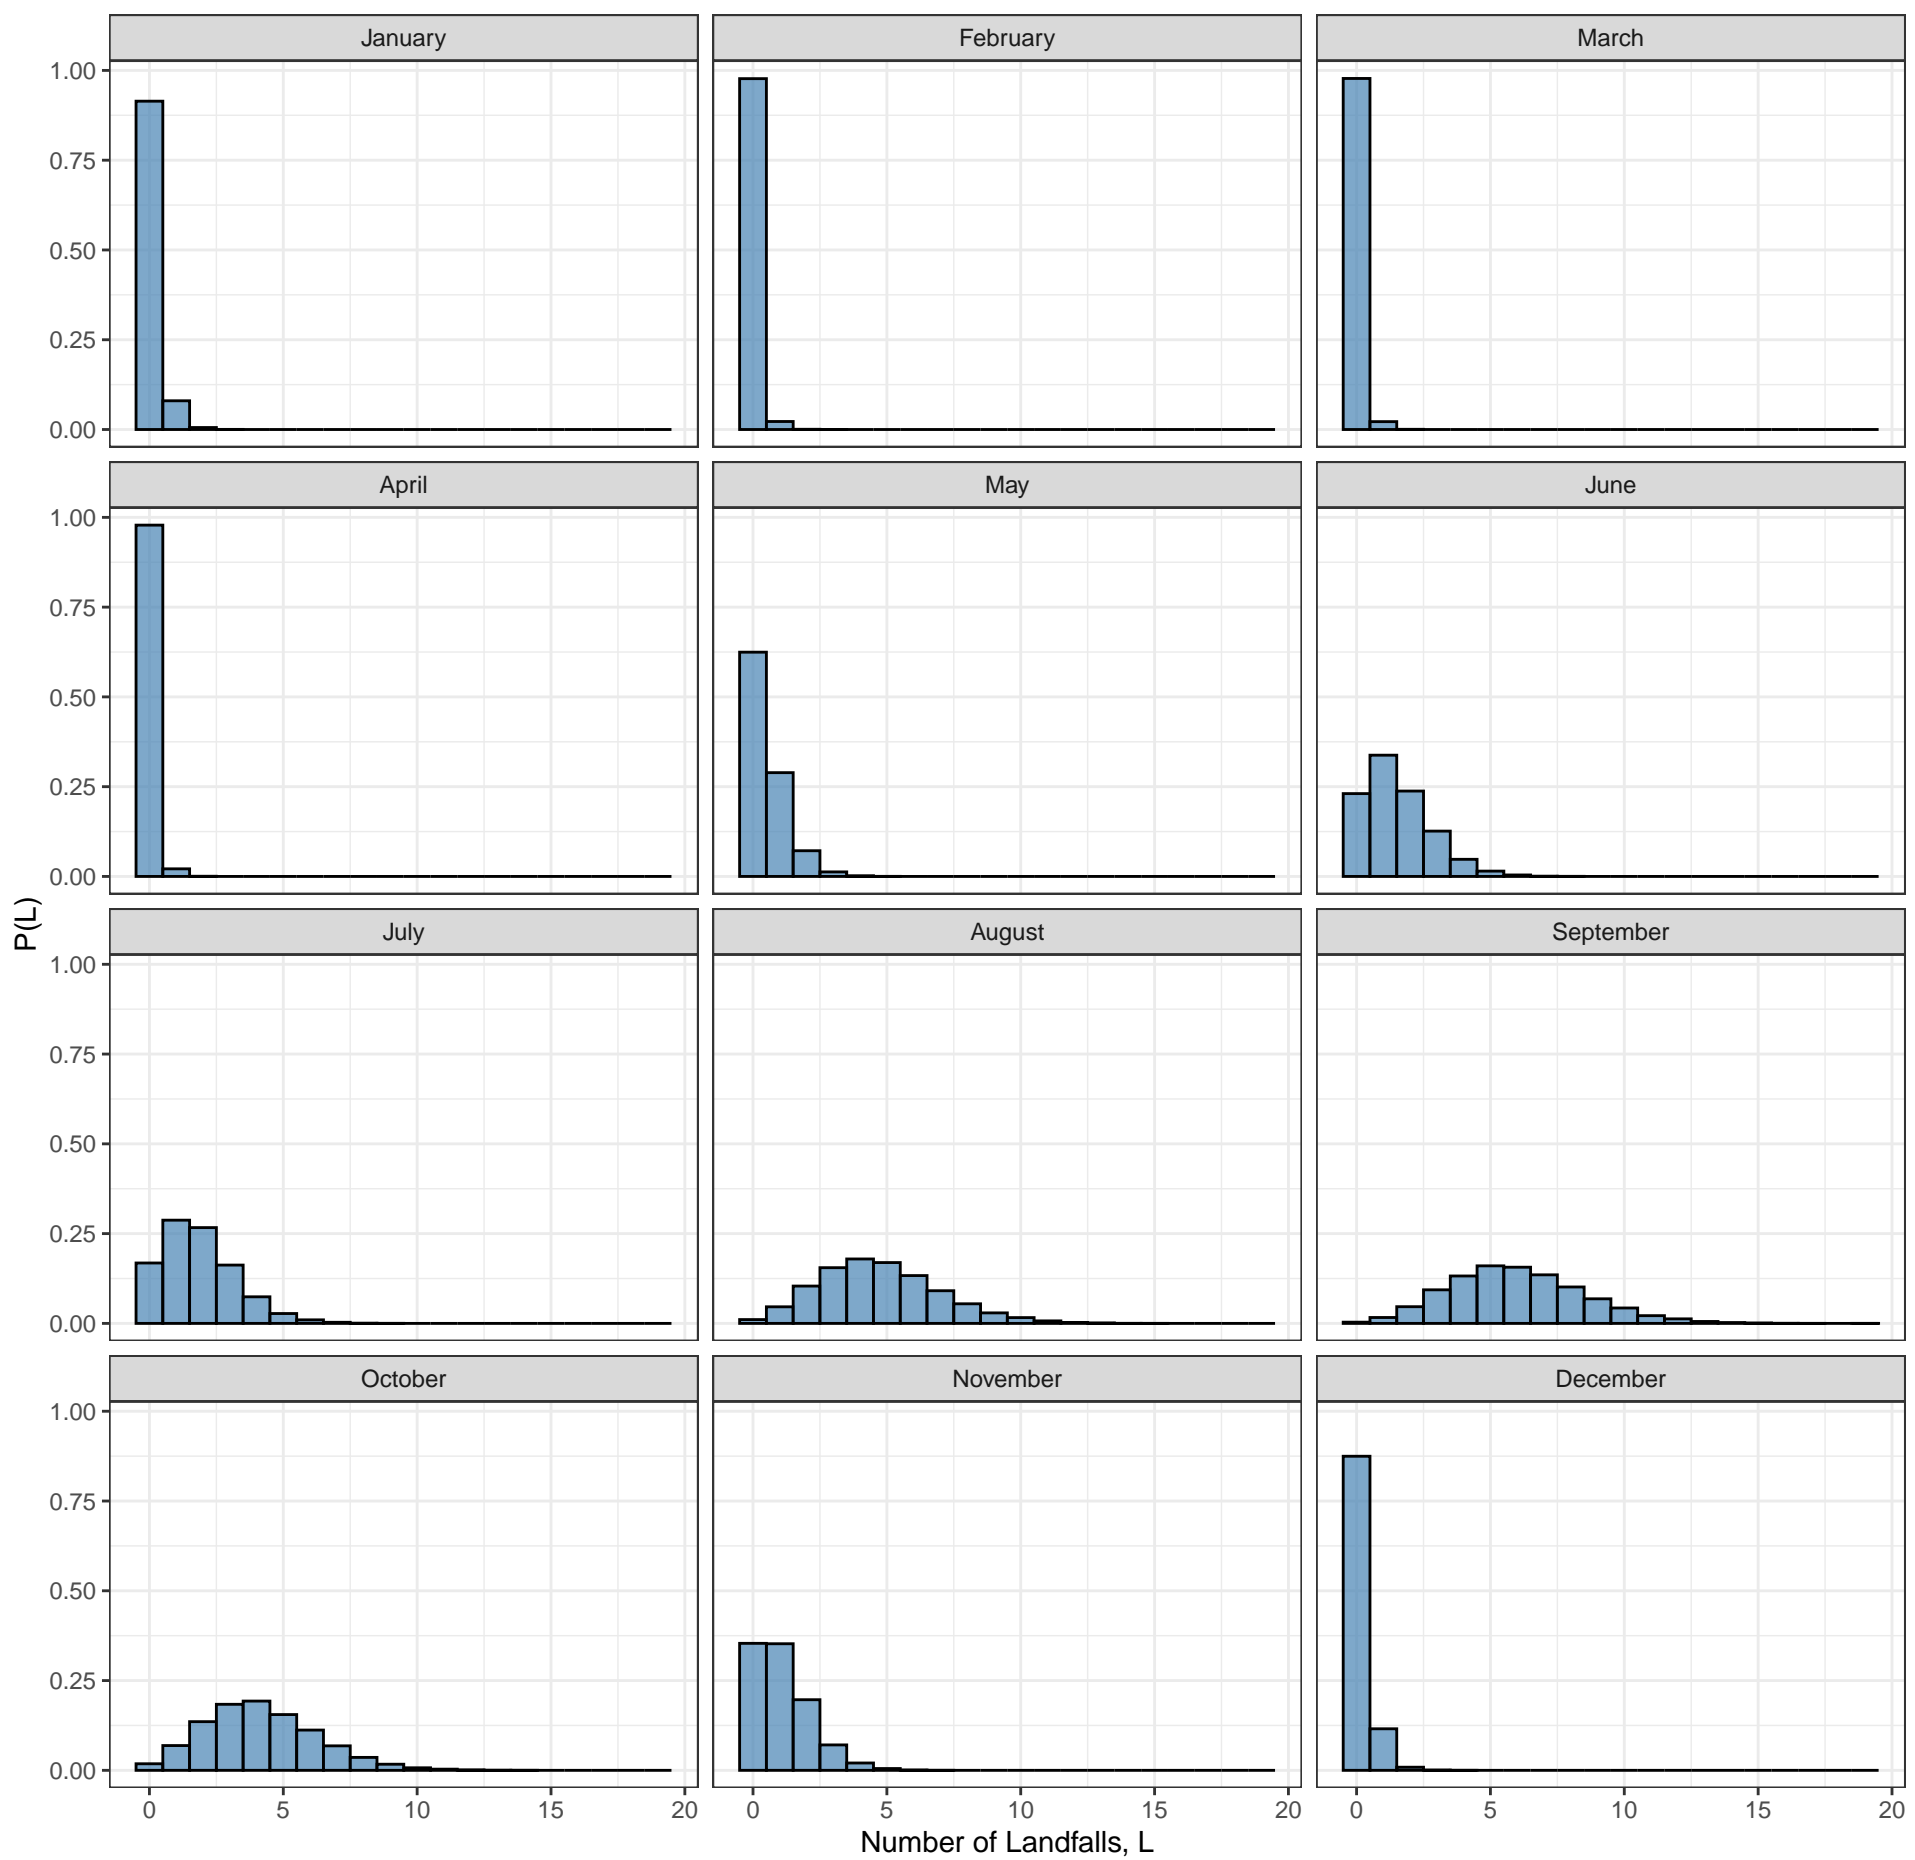 January February March
1.00
0.75
0.50
0.25
0.00
April May June
1.00
0.75
0.50
0.25
0.00
P(L)
July August September
1.00
0.75
0.50
0.25
0.00
October November December
1.00
0.75
0.50
0.25
0.00
0 5 10 15 20 0 5 10 15 20 0 5 10 15 20
Number of Landfalls, L